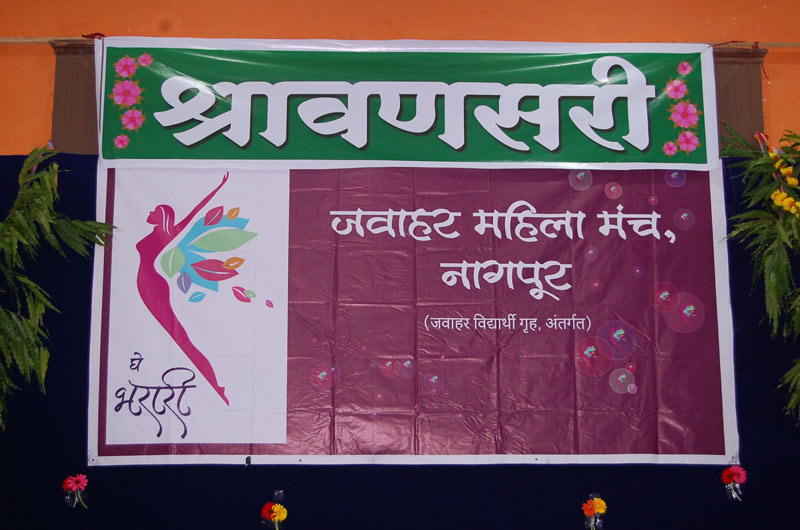 श्रावणसरी
जवाहर महिला मंच,
नागपूर
(जवाहर विद्यार्थी गृह, अंतर्गत)
घे
भरारी